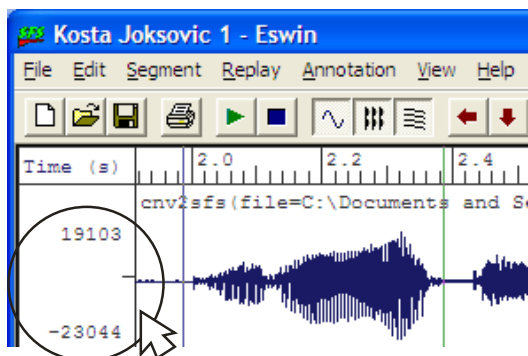 sfs Kosta Joksovic 1 - Eswin
File Edit Segment Replay Annotation View Help
Time (s) 2.0 2.2 2.4
cnv2sfs(file=C:\Documents and Se
19103
-23044